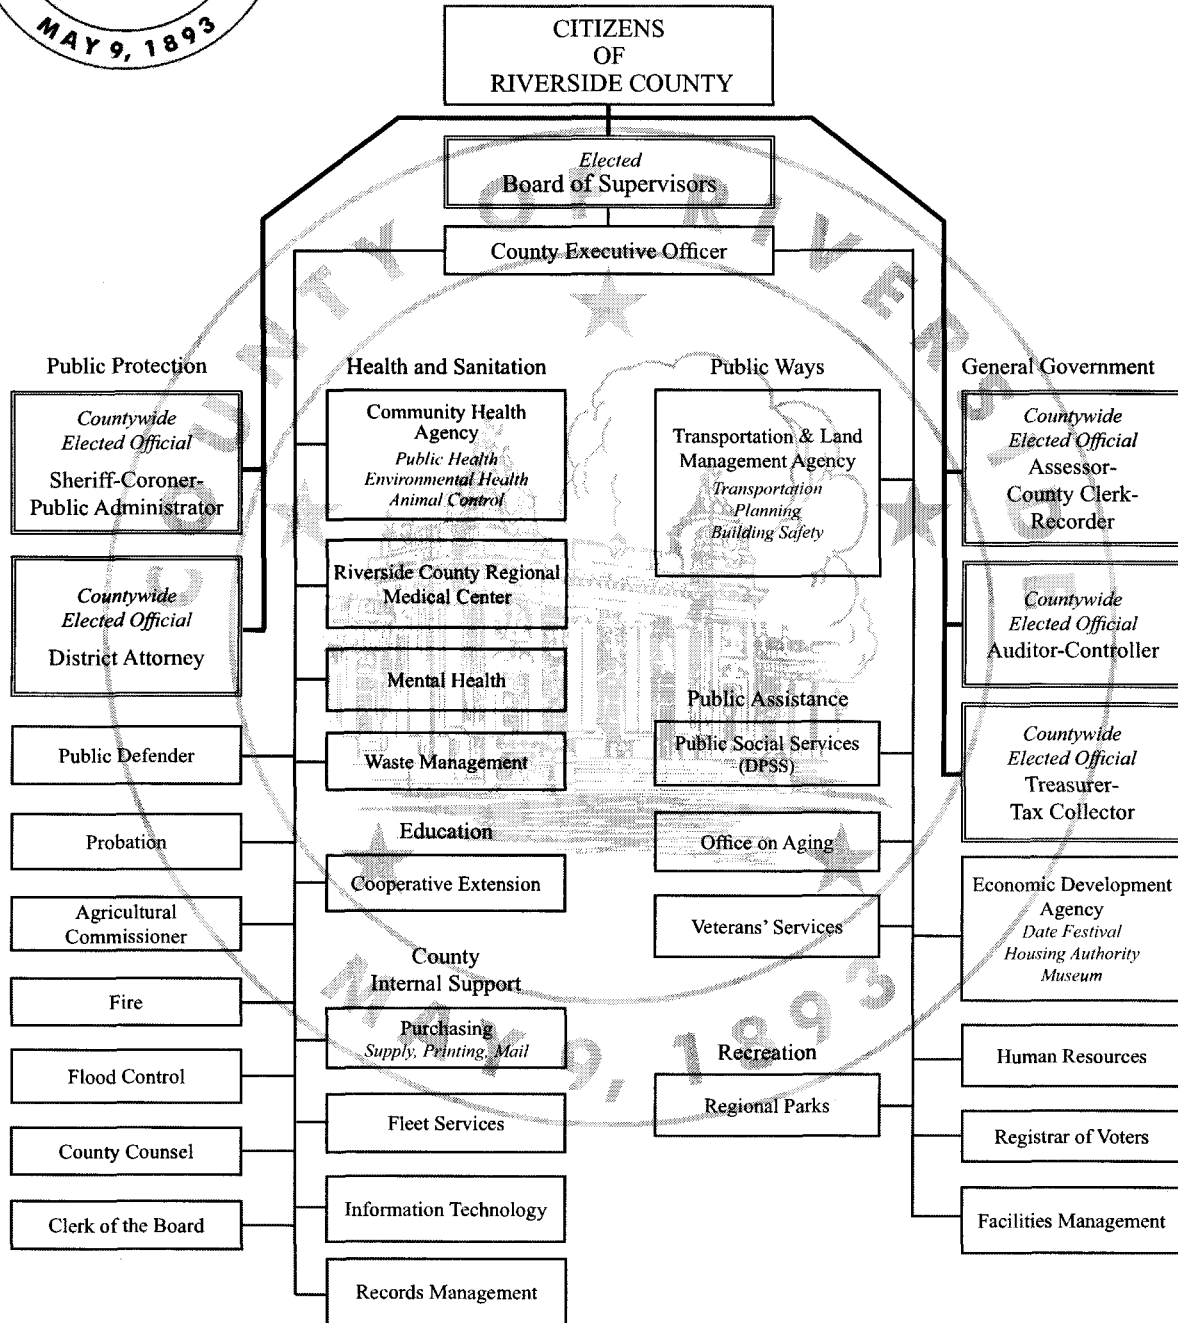 MAY 9, 1893
CITIZENS
OF
RIVERSIDE COUNTY
Elected
Board of Supervisors
County Executive Officer
COUNTY OF RIVERSIDE
MAY 9, 1893
Public Protection
Countywide
Elected Official
Sheriff-Coroner-
Public Administrator
Countywide
Elected Official
District Attorney
Public Defender
Probation
Agricultural
Commissioner
Fire
Flood Control
County Counsel
Clerk of the Board
Health and Sanitation
Community Health
Agency
Public Health
Environmental Health
Animal Control
Riverside County Regional
Medical Center
Mental Health
Waste Management
Education
Cooperative Extension
County
Internal Support
Purchasing
Supply, Printing, Mail
Fleet Services
Information Technology
Records Management
Public Ways
Transportation & Land
Management Agency
Transportation
Planning
Building Safety
Public Assistance
Public Social Services
(DPSS)
Office on Aging
Veterans' Services
Recreation
Regional Parks
General Government
Countywide
Elected Official
Assessor-
County Clerk-
Recorder
Countywide
Elected Official
Auditor-Controller
Countywide
Elected Official
Treasurer-
Tax Collector
Economic Development
Agency
Date Festival
Housing Authority
Museum
Human Resources
Registrar of Voters
Facilities Management